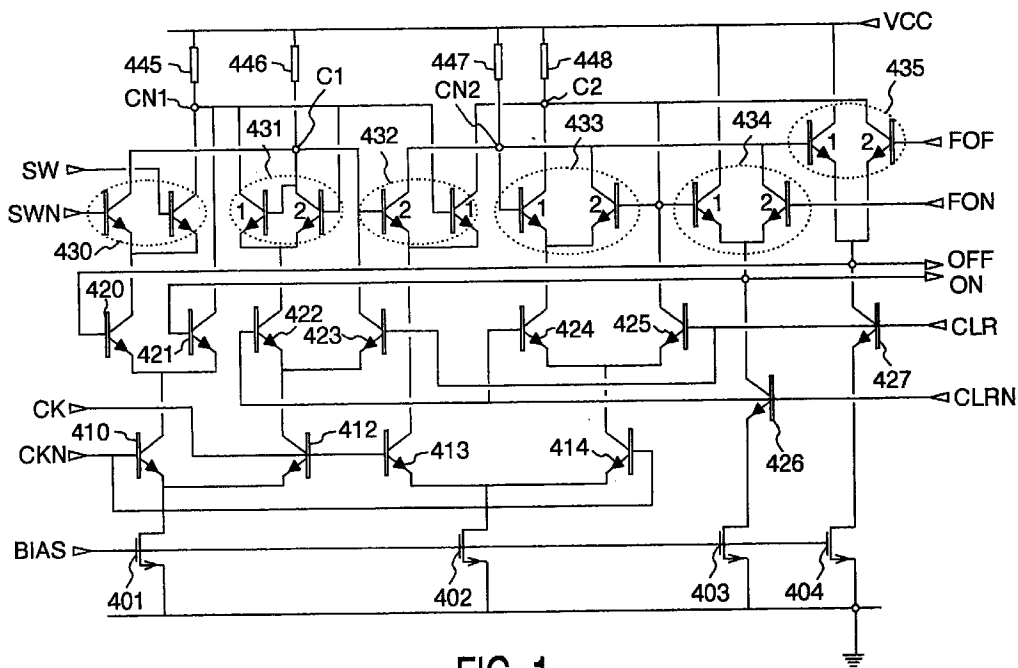 VCC
445
446
447
448
435
CN1
C1
CN2
C2
431
432
433
434
SW
1
2
FOF
SWN
1
2
2
1
1
2
1
2
FON
430
OFF
420
ON
422
424
425
CLR
421
423
427
CK
CLRN
410
412
CKN
413
414
426
BIAS
401
402
403
404
FIG. 1